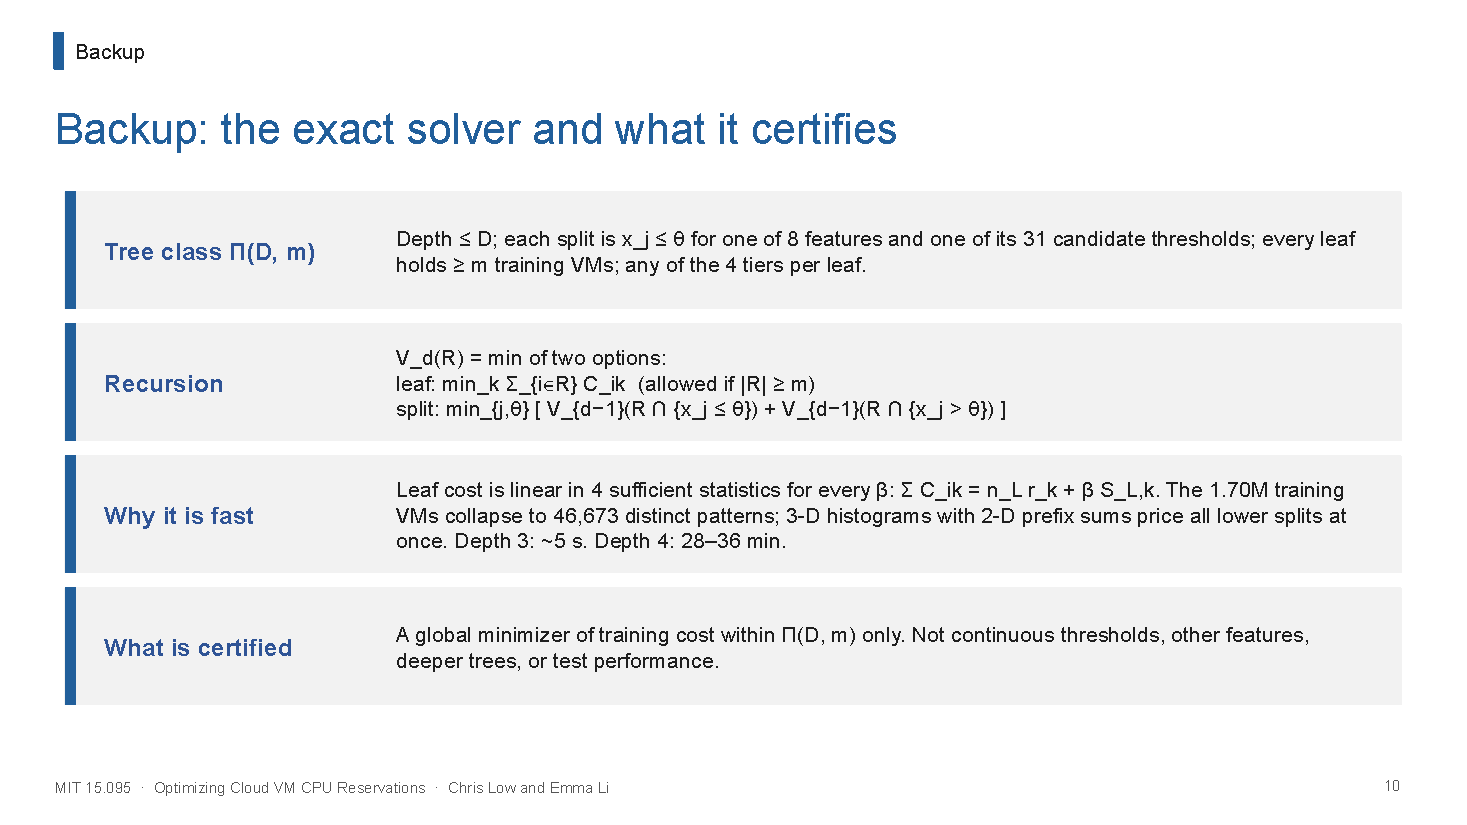 Backup
Backup: the exact solver and what it certifies
Tree class Π(D, m)
Depth ≤ D; each split is x_j ≤ θ for one of 8 features and one of its 31 candidate thresholds; every leaf
holds ≥ m training VMs; any of the 4 tiers per leaf.
Recursion
V_d(R) = min of two options:
leaf: min_k Σ_{i∈R} C_ik  (allowed if |R| ≥ m)
split: min_{j,θ} [ V_{d−1}(R ∩ {x_j ≤ θ}) + V_{d−1}(R ∩ {x_j > θ}) ]
Why it is fast
Leaf cost is linear in 4 sufficient statistics for every β: Σ C_ik = n_L r_k + β S_L,k. The 1.70M training
VMs collapse to 46,673 distinct patterns; 3-D histograms with 2-D prefix sums price all lower splits at
once. Depth 3: ~5 s. Depth 4: 28–36 min.
What is certified
A global minimizer of training cost within Π(D, m) only. Not continuous thresholds, other features,
deeper trees, or test performance.
MIT 15.095 · Optimizing Cloud VM CPU Reservations · Chris Low and Emma Li
10